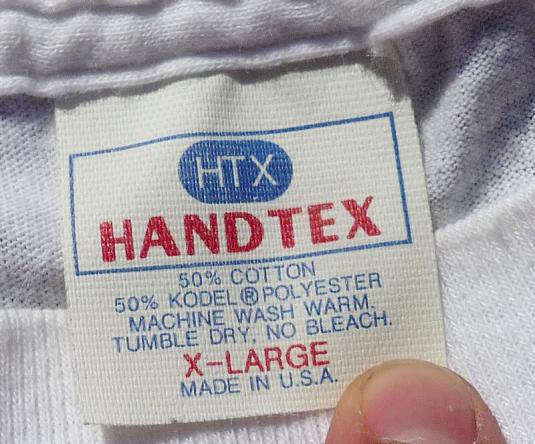 HTX
HANDTEX
50% COTTON
50% KODEL® POLYESTER
MACHINE WASH WARM.
TUMBLE DRY, NO BLEACH.
X-LARGE
MADE IN U.S.A.